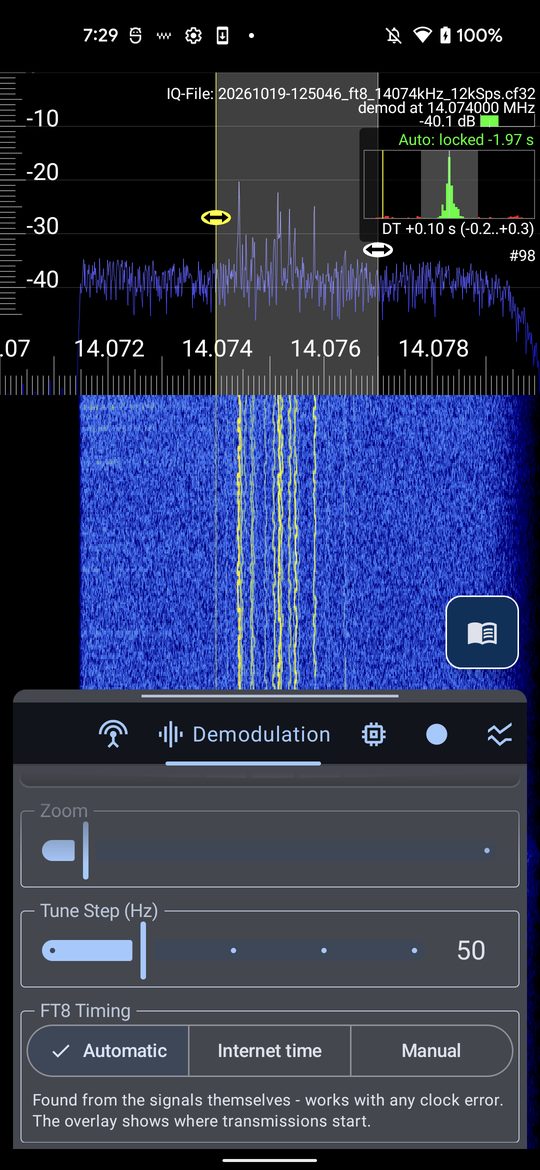 7:29
100%
IQ-File: 20261019-125046_ft8_14074kHz_12kSps.cf32
demod at 14.074000 MHz
-40.1 dB
Auto: locked -1.97 s
DT +0.10 s (-0.2..+0.3)
#98
-10
-20
-30
-40
.07 14.072 14.074 14.076 14.078
Demodulation
Zoom
Tune Step (Hz)
50
FT8 Timing
Automatic Internet time Manual
Found from the signals themselves - works with any clock error.
The overlay shows where transmissions start.